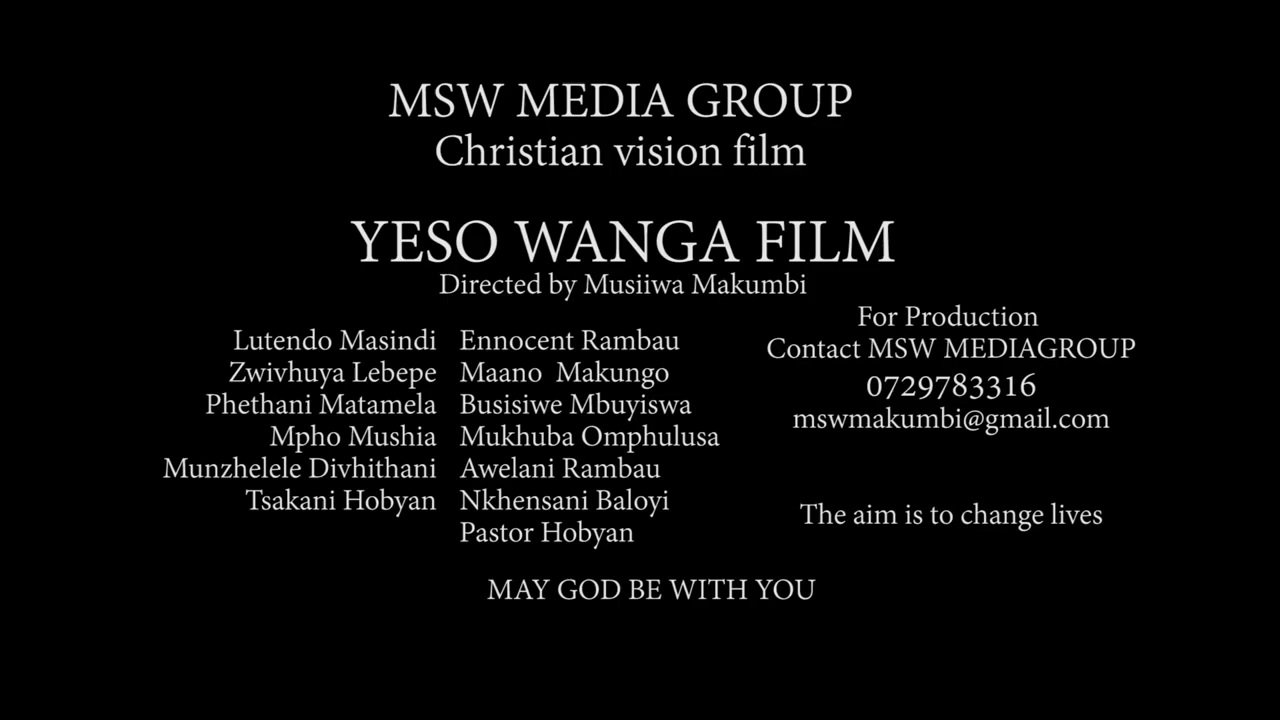 MSW MEDIA GROUP
Christian vision film
YESO WANGA FILM
Directed by Musiiwa Makumbi
Lutendo Masindi Ennocent Rambau
Zwivhuya Lebepe Maano Makungo
Phethani Matamela Busisiwe Mbuyiswa
Mpho Mushia Mukhuba Omphulusa
Munzhelele Divhithani Awelani Rambau
Tsakani Hobyan Nkhensani Baloyi
Pastor Hobyan
For Production
Contact MSW MEDIAGROUP
0729783316
mswmakumbi@gmail.com
The aim is to change lives
MAY GOD BE WITH YOU